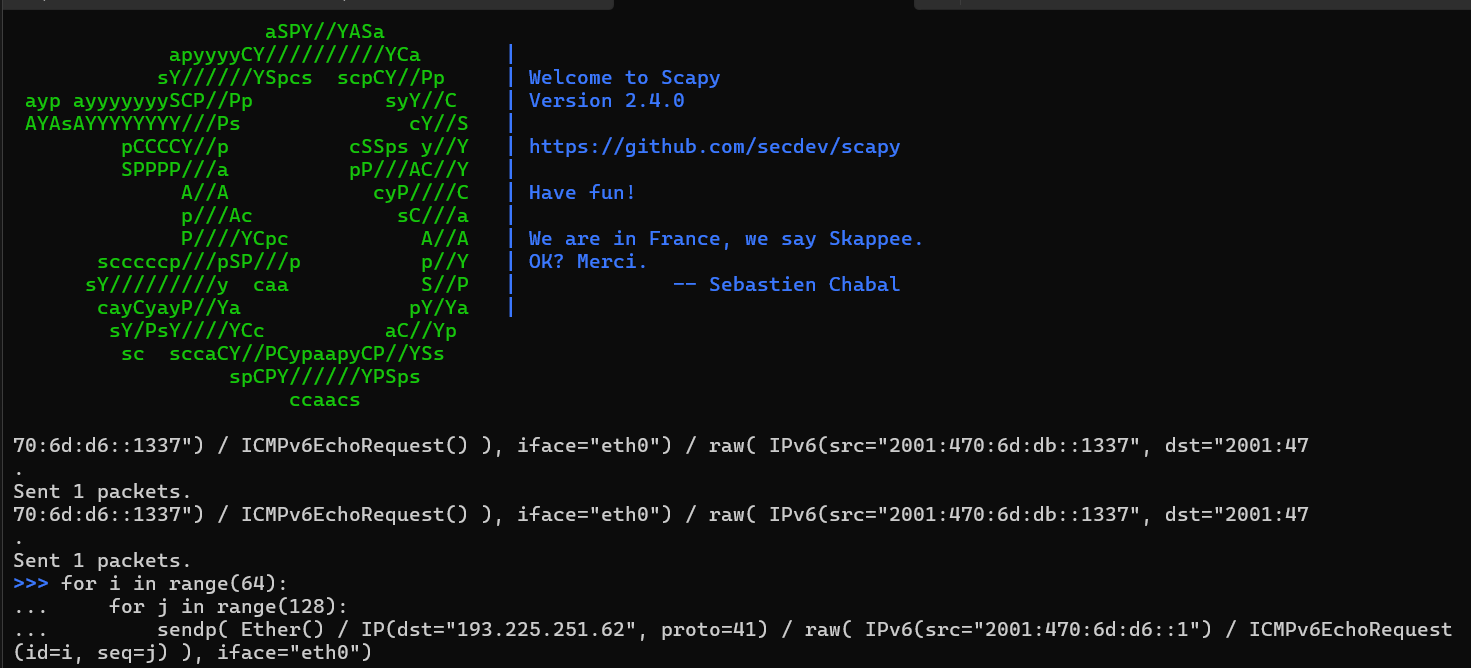 aSPY//YASa
apyyyyCY//////////YCa |
sY//////YSpcs scpCY//Pp | Welcome to Scapy
ayp ayyyyyyySCP//Pp syY//C | Version 2.4.0
AYAsAYYYYYYYY///Ps cY//S |
pCCCCY//p cSSps y//Y | https://github.com/secdev/scapy
SPPPP///a pP///AC//Y |
A//A cyP////C | Have fun!
p///Ac sC///a |
P////YCpc A//A | We are in France, we say Skappee.
scccccp///pSP///p p//Y | OK? Merci.
sY/////////y caa S//P | -- Sebastien Chabal
cayCyayP//Ya pY/Ya |
sY/PsY////YCc aC//Yp
sc sccaCY//PCypaapyCP//YSs
spCPY//////YPSps
ccaacs
70:6d:d6::1337") / ICMPv6EchoRequest() ), iface="eth0") / raw( IPv6(src="2001:470:6d:db::1337", dst="2001:47
.
Sent 1 packets.
70:6d:d6::1337") / ICMPv6EchoRequest() ), iface="eth0") / raw( IPv6(src="2001:470:6d:db::1337", dst="2001:47
.
Sent 1 packets.
>>> for i in range(64):
... for j in range(128):
... sendp( Ether() / IP(dst="193.225.251.62", proto=41) / raw( IPv6(src="2001:470:6d:d6::1") / ICMPv6EchoRequest
(id=i, seq=j) ), iface="eth0")